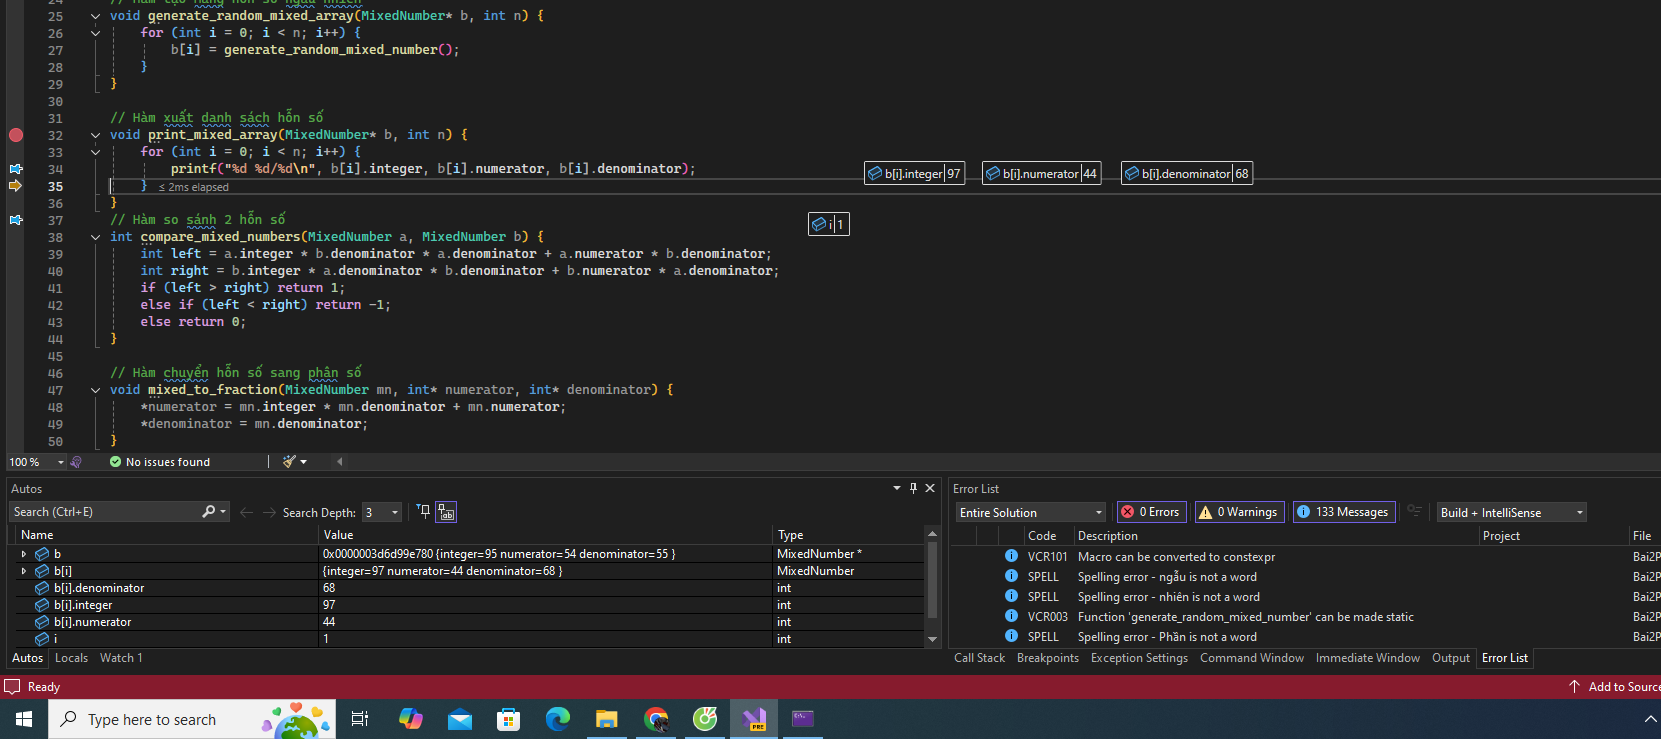 24 // Hàm tạo mảng hỗn số ngẫu nhiên
25 void generate_random_mixed_array(MixedNumber* b, int n) {
26 for (int i = 0; i < n; i++) {
27 b[i] = generate_random_mixed_number();
28 }
29 }
30
31 // Hàm xuất danh sách hỗn số
32 void print_mixed_array(MixedNumber* b, int n) {
33 for (int i = 0; i < n; i++) {
34 printf("%d %d/%d\n", b[i].integer, b[i].numerator, b[i].denominator); b[i].integer 97 b[i].numerator 44 b[i].denominator 68
35 } ≤ 2ms elapsed
36 }
37 // Hàm so sánh 2 hỗn số i 1
38 int compare_mixed_numbers(MixedNumber a, MixedNumber b) {
39 int left = a.integer * b.denominator * a.denominator + a.numerator * b.denominator;
40 int right = b.integer * a.denominator * b.denominator + b.numerator * a.denominator;
41 if (left > right) return 1;
42 else if (left < right) return -1;
43 else return 0;
44 }
45
46 // Hàm chuyển hỗn số sang phân số
47 void mixed_to_fraction(MixedNumber mn, int* numerator, int* denominator) {
48 *numerator = mn.integer * mn.denominator + mn.numerator;
49 *denominator = mn.denominator;
50 }
100 % No issues found
Autos
Search (Ctrl+E) Search Depth: 3
Name Value Type
b 0x0000003d6d99e780 {integer=95 numerator=54 denominator=55 } MixedNumber *
b[i] {integer=97 numerator=44 denominator=68 } MixedNumber
b[i].denominator 68 int
b[i].integer 97 int
b[i].numerator 44 int
i 1 int
Autos Locals Watch 1
Error List
Entire Solution 0 Errors 0 Warnings 133 Messages Build + IntelliSense
Code Description Project File
VCR101 Macro can be converted to constexpr Bai2P
SPELL Spelling error - ngẫu is not a word Bai2P
SPELL Spelling error - nhiên is not a word Bai2P
VCR003 Function 'generate_random_mixed_number' can be made static Bai2P
SPELL Spelling error - Phần is not a word Bai2P
Call Stack Breakpoints Exception Settings Command Window Immediate Window Output Error List
Ready Add to Source
Type here to search PRE